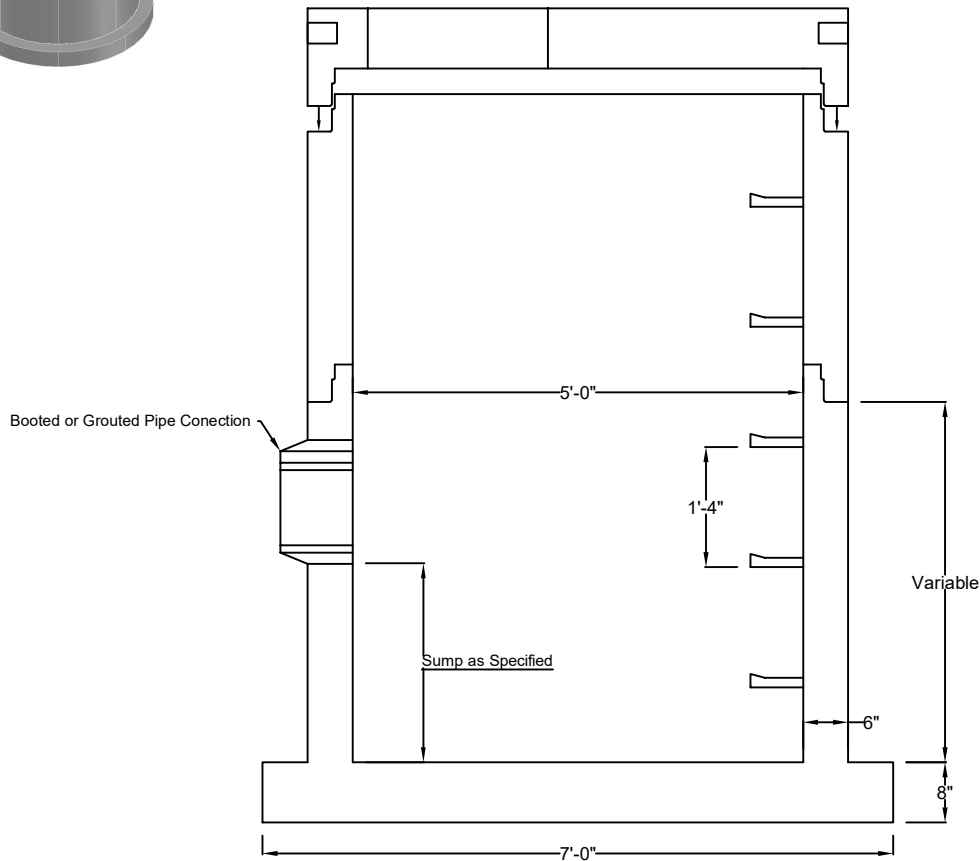 5'-0"
Booted or Grouted Pipe Conection
1'-4"
Variable
Sump as Specified
6"
8"
7'-0"